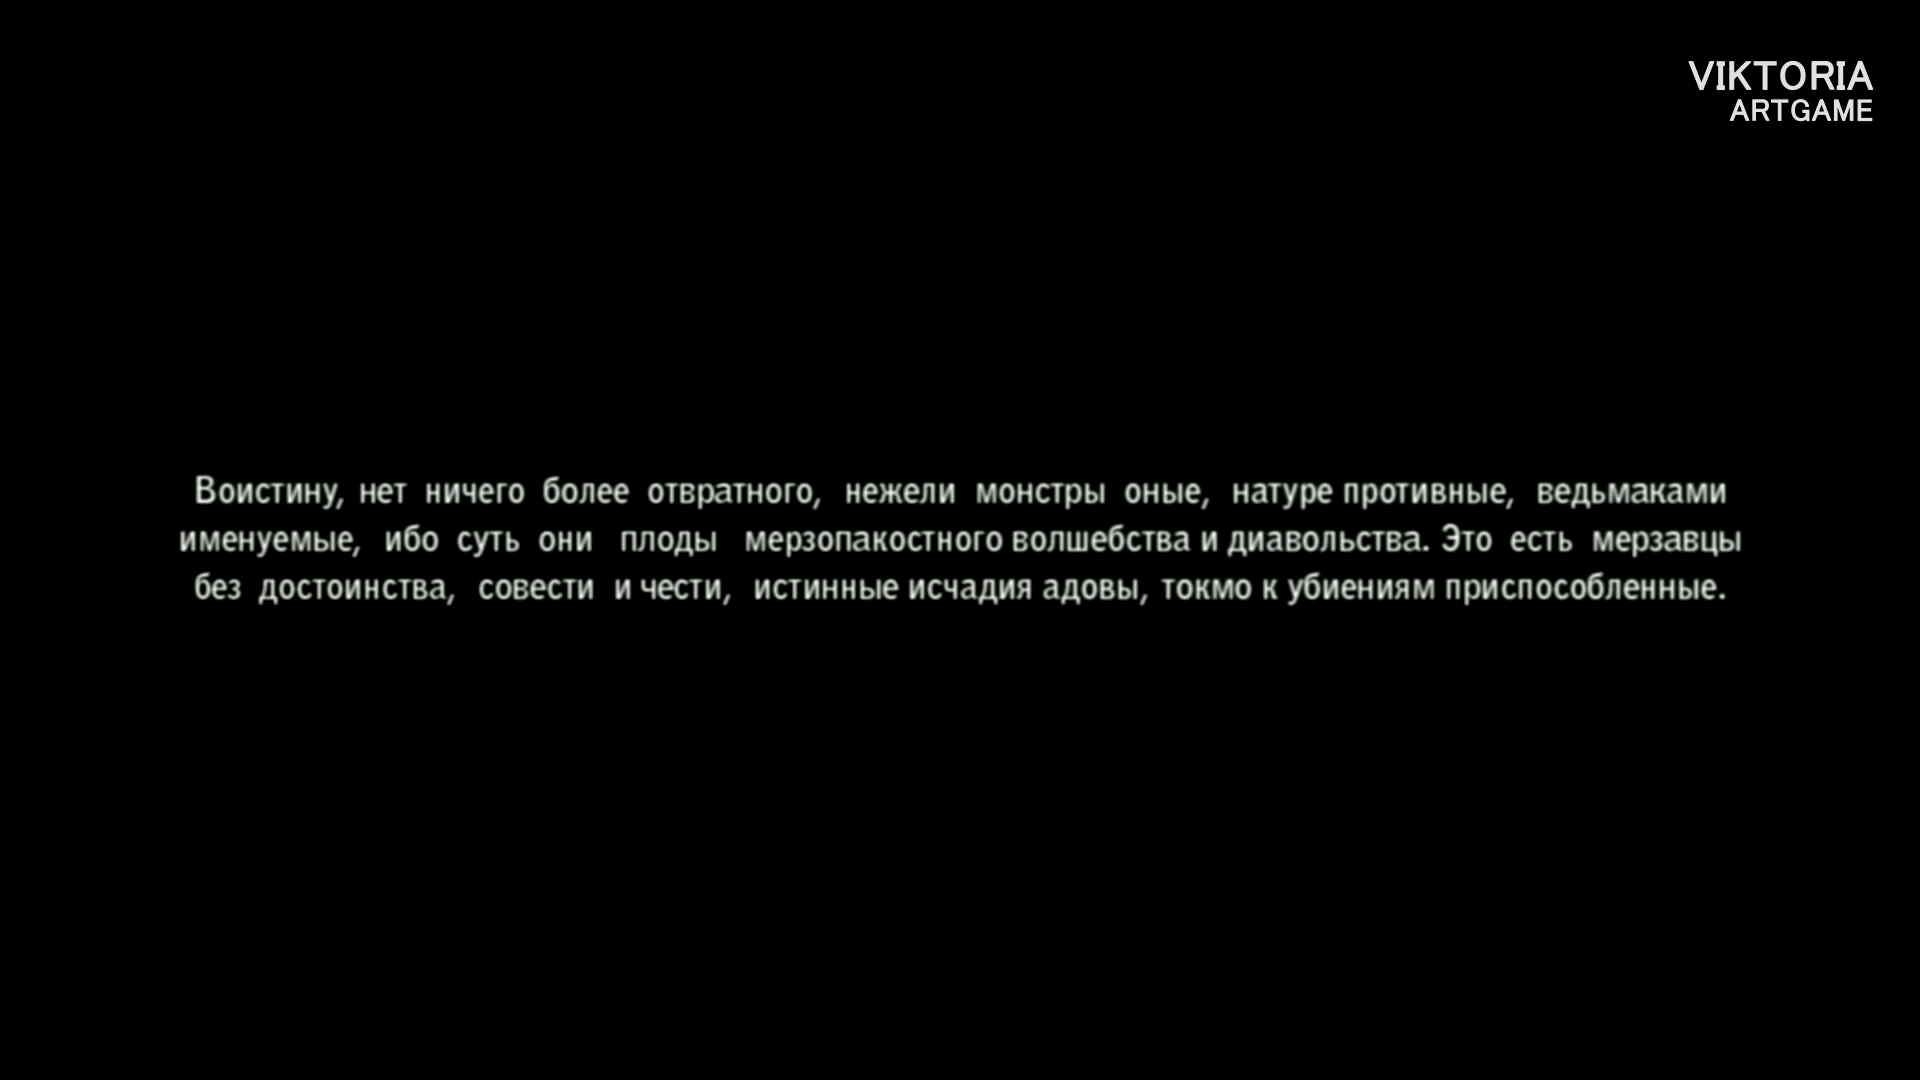 VIKTORIA
ARTGAME
Воистину, нет ничего более отвратного, нежели монстры оные, натуре противные, ведьмаками
именуемые, ибо суть они плоды мерзопакостного волшебства и диавольства. Это есть мерзавцы
без достоинства, совести и чести, истинные исчадия адовы, токмо к убиениям приспособленные.